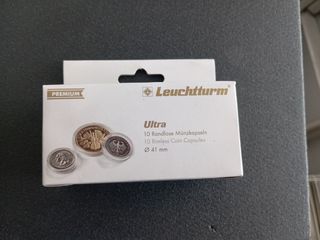 PREMIUM
Leuchtturm
Ultra
10 Randlose Münzkapseln
10 Rimless Coin Capsules
Ø 41 mm